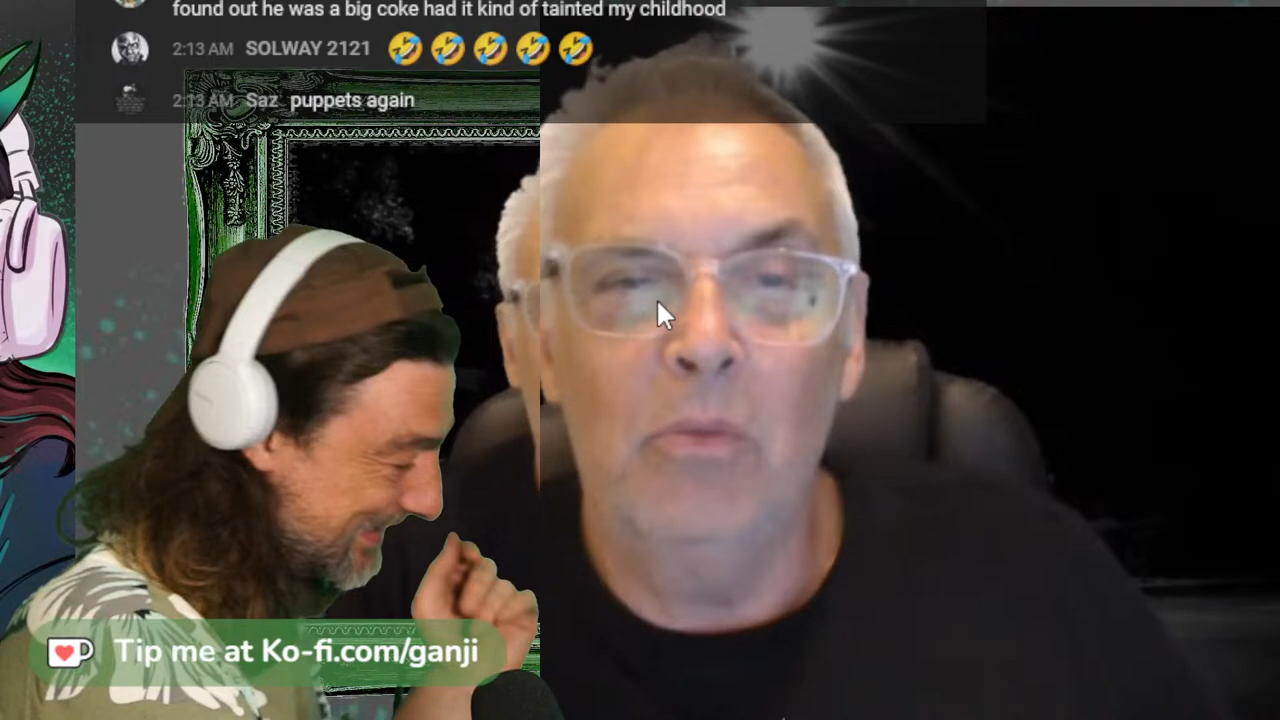 found out he was a big coke had it kind of tainted my childhood
2:13 AM SOLWAY 2121 🤣🤣🤣🤣🤣
2:13 AM Saz puppets again
Tip me at Ko-fi.com/ganji